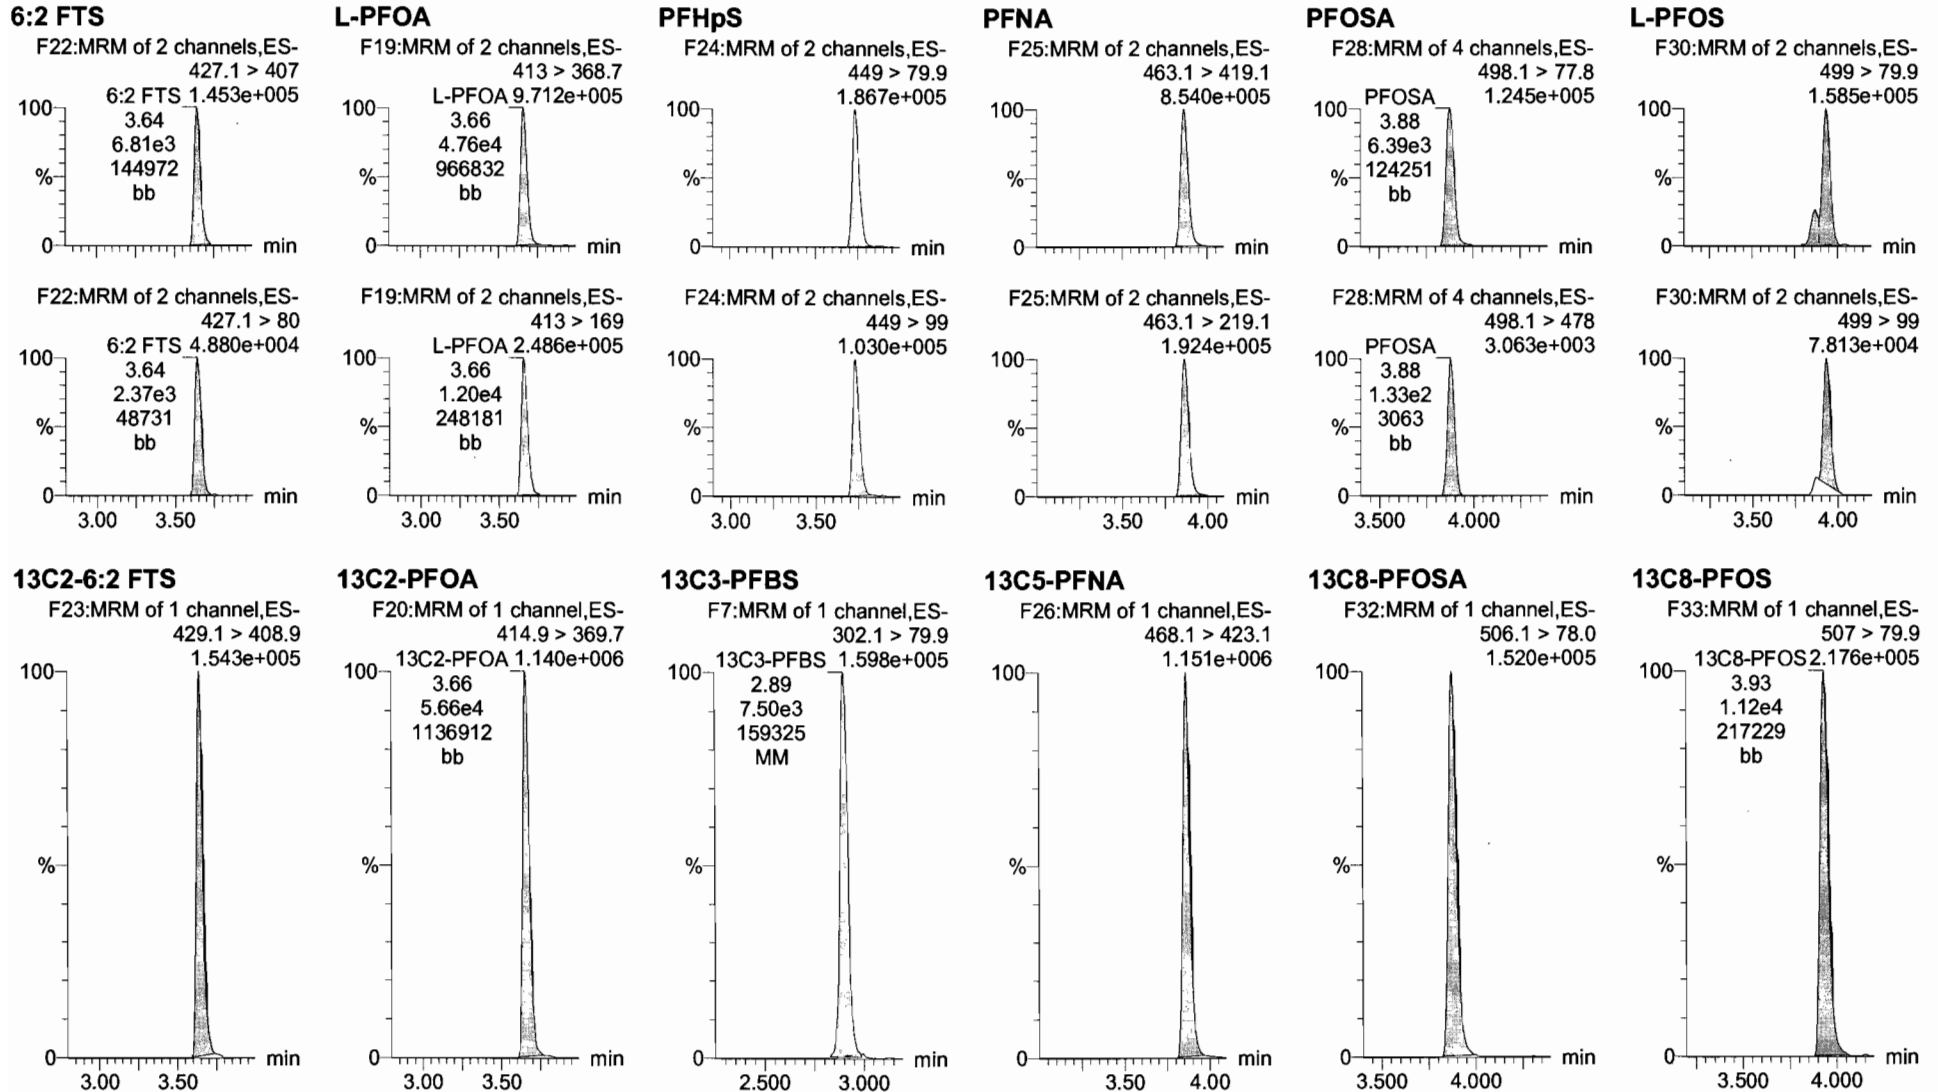 6:2 FTS
F22:MRM of 2 channels,ES-
427.1 > 407
6:2 FTS 1.453e+005
100
3.64
6.81e3
144972
bb
%
0
min
L-PFOA
F19:MRM of 2 channels,ES-
413 > 368.7
L-PFOA 9.712e+005
100
3.66
4.76e4
966832
bb
%
0
min
PFHpS
F24:MRM of 2 channels,ES-
449 > 79.9
1.867e+005
100
%
0
min
PFNA
F25:MRM of 2 channels,ES-
463.1 > 419.1
8.540e+005
100
%
0
min
PFOSA
F28:MRM of 4 channels,ES-
498.1 > 77.8
PFOSA 1.245e+005
100
3.88
6.39e3
124251
bb
%
0
min
L-PFOS
F30:MRM of 2 channels,ES-
499 > 79.9
1.585e+005
100
%
0
min
F22:MRM of 2 channels,ES-
427.1 > 80
6:2 FTS 4.880e+004
100
3.64
2.37e3
48731
bb
%
0
min
3.00 3.50
F19:MRM of 2 channels,ES-
413 > 169
L-PFOA 2.486e+005
100
3.66
1.20e4
248181
bb
%
0
min
3.00 3.50
F24:MRM of 2 channels,ES-
449 > 99
1.030e+005
100
%
0
min
3.00 3.50
F25:MRM of 2 channels,ES-
463.1 > 219.1
1.924e+005
100
%
0
min
3.50 4.00
F28:MRM of 4 channels,ES-
498.1 > 478
PFOSA 3.063e+003
100
3.88
1.33e2
3063
bb
%
0
min
3.500 4.000
F30:MRM of 2 channels,ES-
499 > 99
7.813e+004
100
%
0
min
3.50 4.00
13C2-6:2 FTS
F23:MRM of 1 channel,ES-
429.1 > 408.9
1.543e+005
100
%
0
min
3.00 3.50
13C2-PFOA
F20:MRM of 1 channel,ES-
414.9 > 369.7
13C2-PFOA 1.140e+006
100
3.66
5.66e4
1136912
bb
%
0
min
3.00 3.50
13C3-PFBS
F7:MRM of 1 channel,ES-
302.1 > 79.9
13C3-PFBS 1.598e+005
100
2.89
7.50e3
159325
MM
%
0
min
2.500 3.000
13C5-PFNA
F26:MRM of 1 channel,ES-
468.1 > 423.1
1.151e+006
100
%
0
min
3.50 4.00
13C8-PFOSA
F32:MRM of 1 channel,ES-
506.1 > 78.0
1.520e+005
100
%
0
min
3.500 4.000
13C8-PFOS
F33:MRM of 1 channel,ES-
507 > 79.9
13C8-PFOS 2.176e+005
100
3.93
1.12e4
217229
bb
%
0
min
3.500 4.000